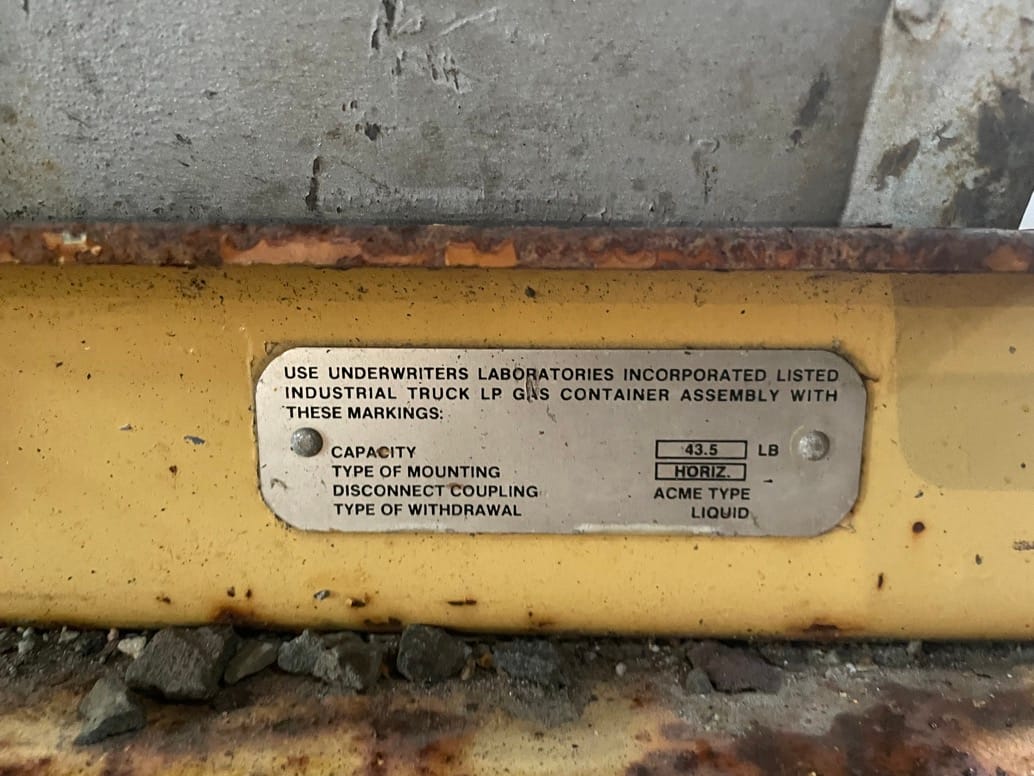 USE UNDERWRITERS LABORATORIES INCORPORATED LISTED
INDUSTRIAL TRUCK LP GAS CONTAINER ASSEMBLY WITH
THESE MARKINGS:
CAPACITY 43.5 LB
TYPE OF MOUNTING HORIZ.
DISCONNECT COUPLING ACME TYPE
TYPE OF WITHDRAWAL LIQUID